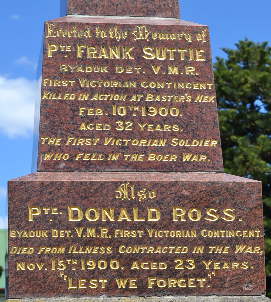 Erected to the Memory of
PTE FRANK SUTTIE
BYADUK DET. V.M.R.
FIRST VICTORIAN CONTINGENT
KILLED IN ACTION AT BASTER'S NEK
FEB. 10TH 1900.
AGED 32 YEARS.
THE FIRST VICTORIAN SOLDIER
WHO FELL IN THE BOER WAR.
Also
PTE DONALD ROSS.
BYADUK DET. V.M.R. FIRST VICTORIAN CONTINGENT.
DIED FROM ILLNESS CONTRACTED IN THE WAR,
NOV. 15TH 1900. AGED 23 YEARS.
"LEST WE FORGET."